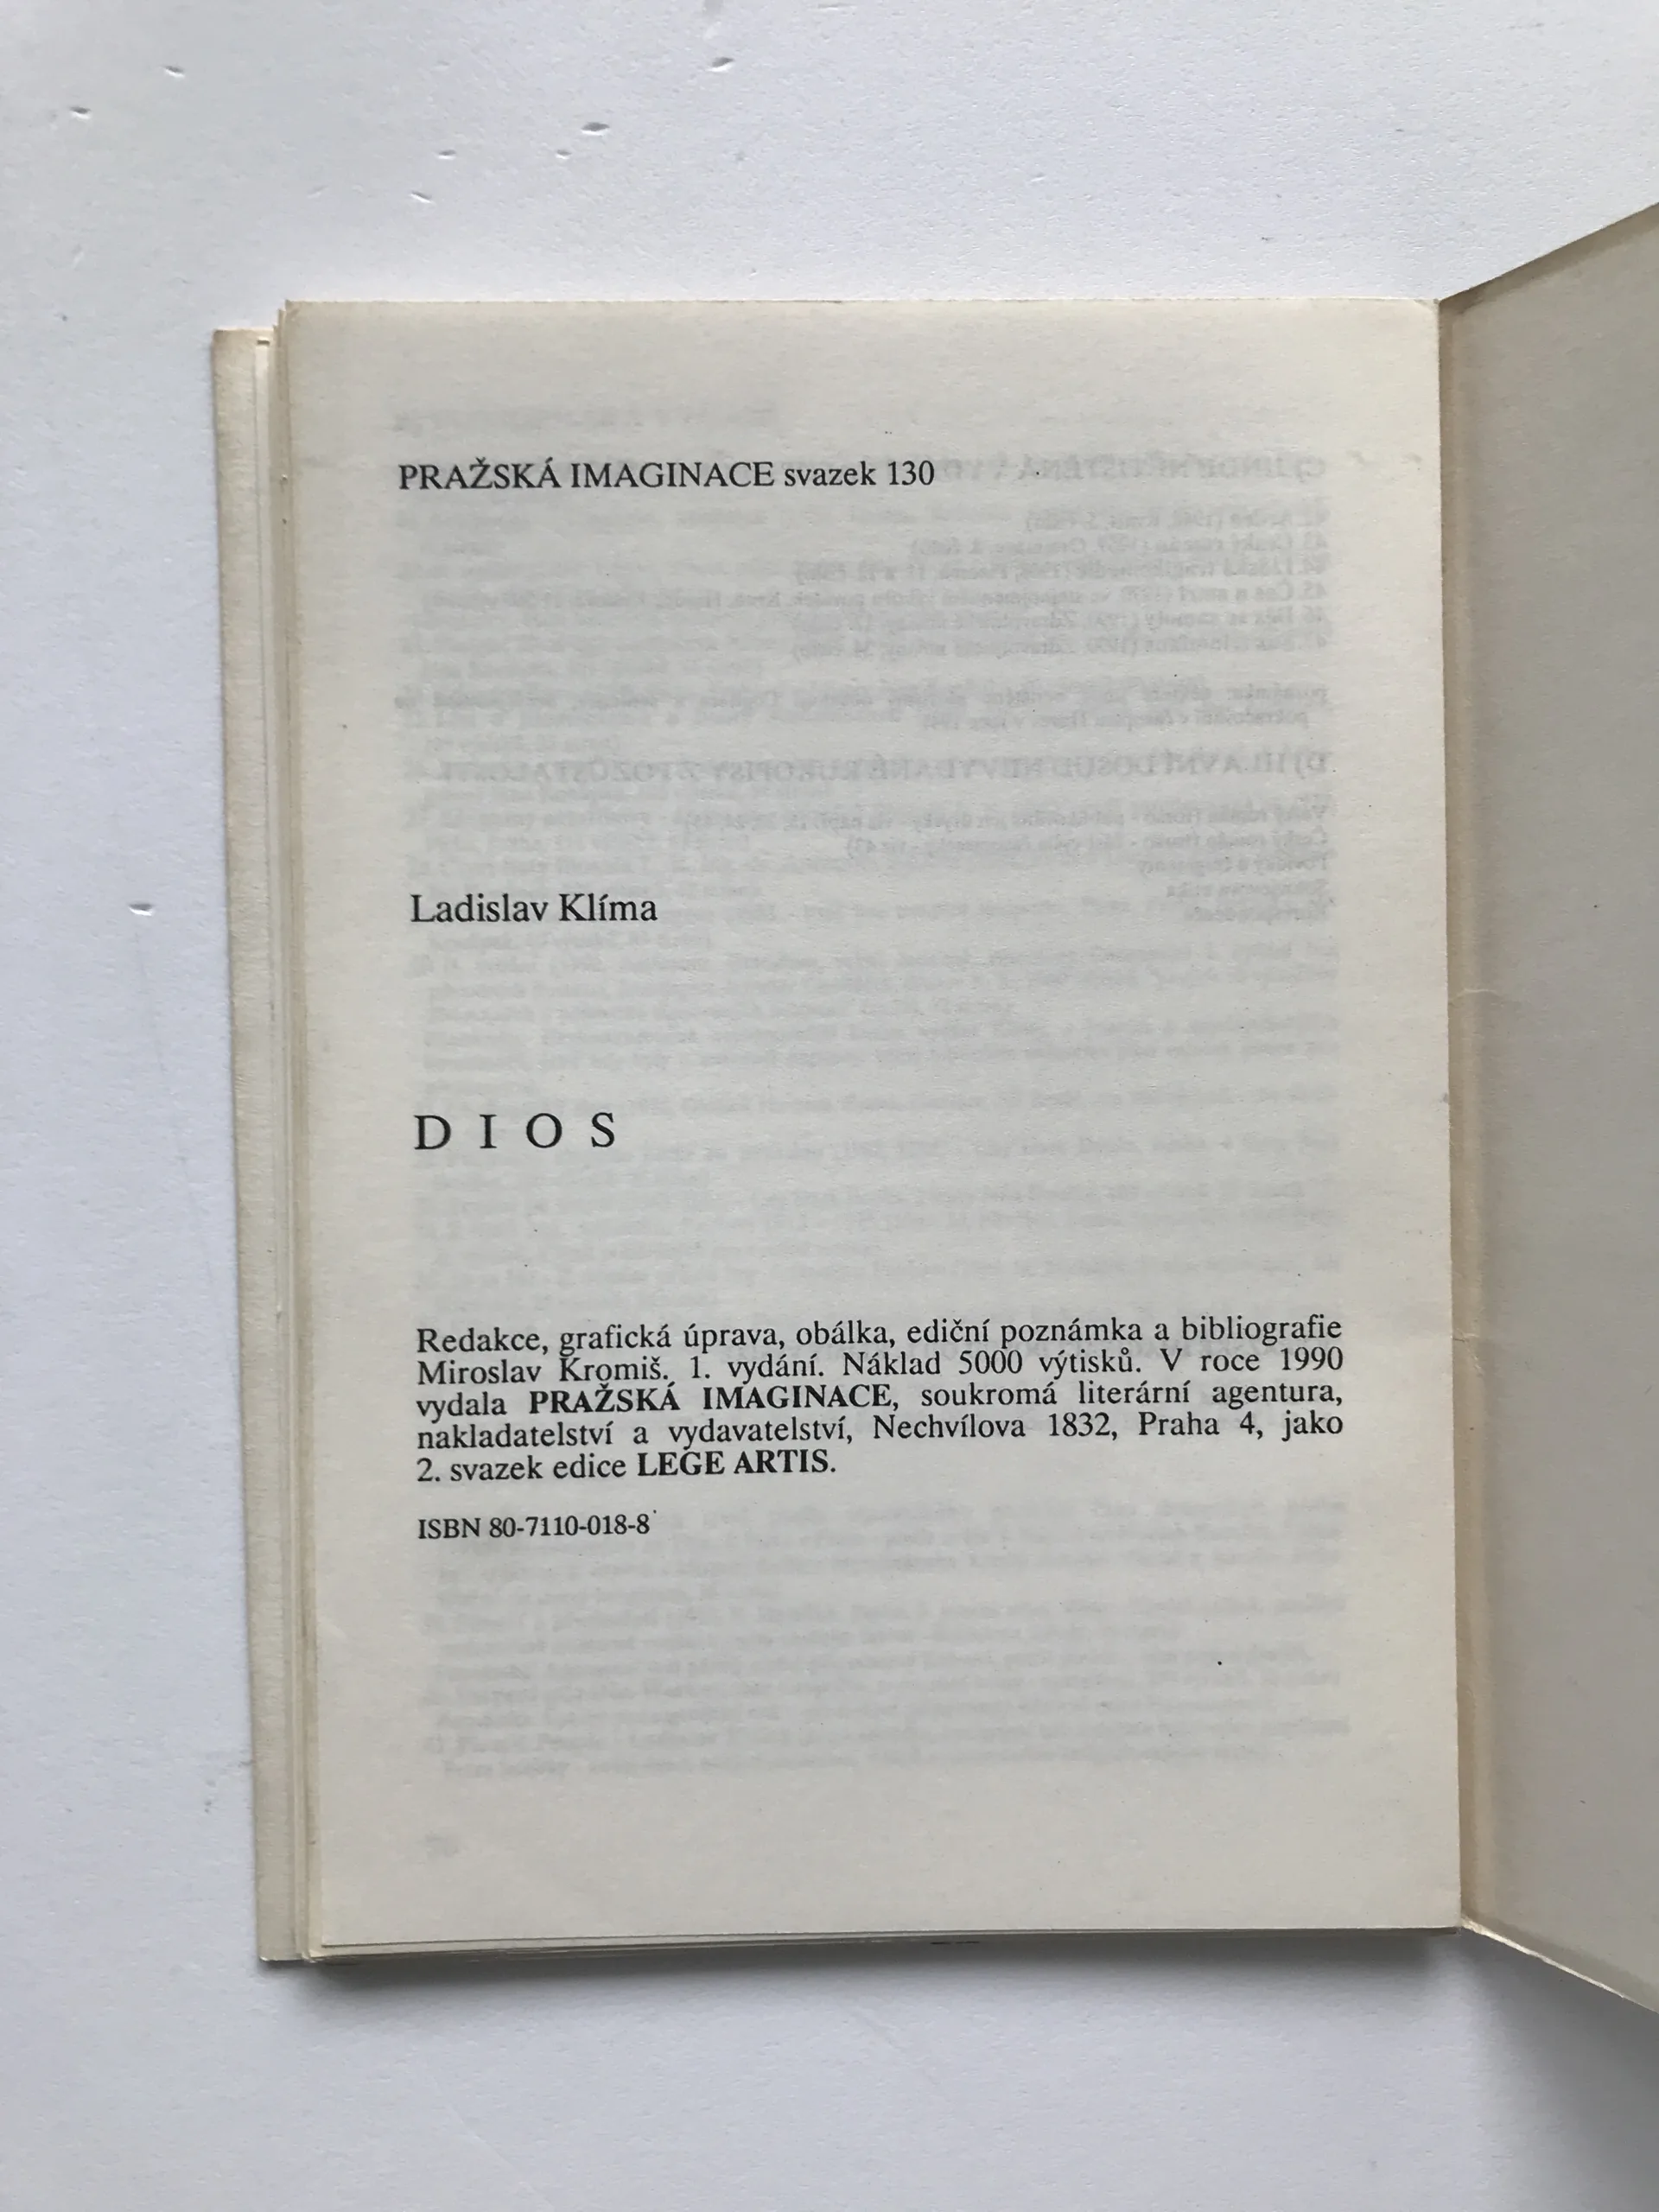 PRAŽSKÁ IMAGINACE svazek 130
Ladislav Klíma
D I O S
Redakce, grafická úprava, obálka, ediční poznámka a bibliografie
Miroslav Kromiš. 1. vydání. Náklad 5000 výtisků. V roce 1990
vydala PRAŽSKÁ IMAGINACE, soukromá literární agentura,
nakladatelství a vydavatelství, Nechvílova 1832, Praha 4, jako
2. svazek edice LEGE ARTIS.
ISBN 80-7110-018-8